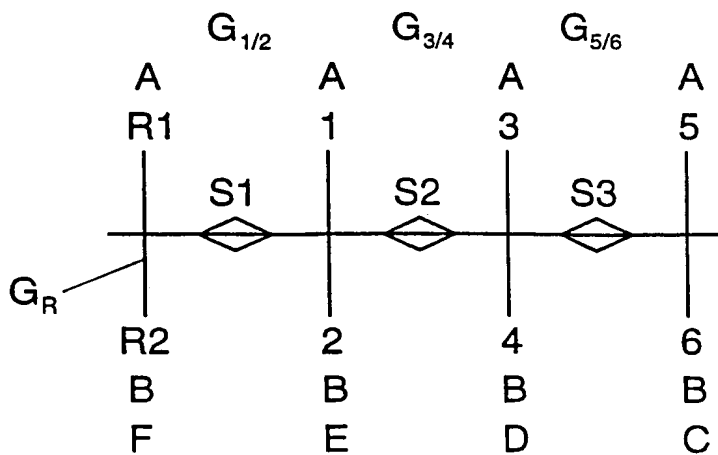 G1/2 G3/4 G5/6
A A A A
R1 1 3 5
S1 S2 S3
GR
R2 2 4 6
B B B B
F E D C